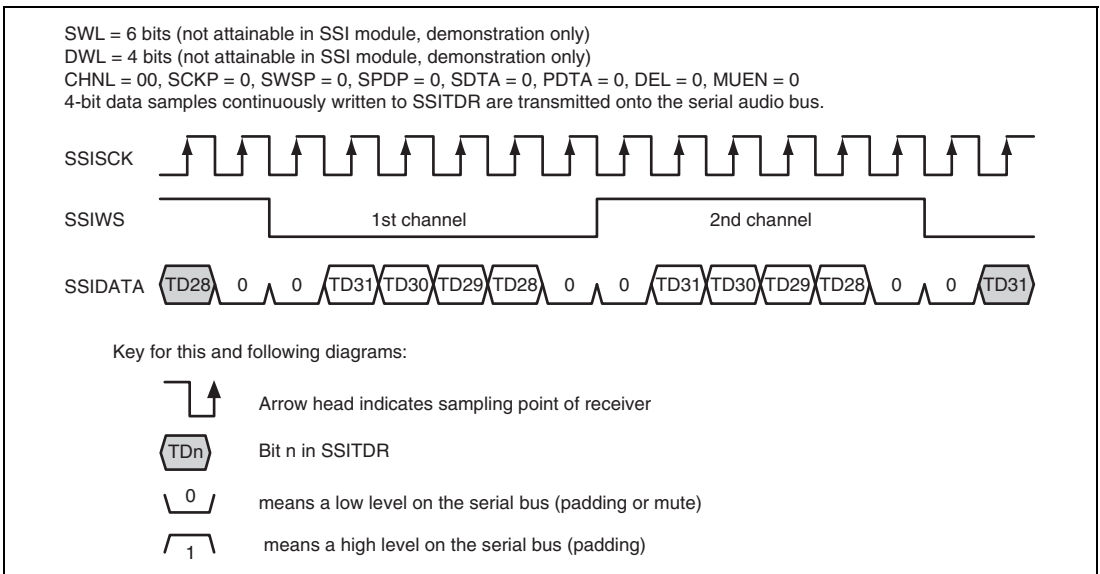 SWL = 6 bits (not attainable in SSI module, demonstration only)
DWL = 4 bits (not attainable in SSI module, demonstration only)
CHNL = 00, SCKP = 0, SWSP = 0, SPDP = 0, SDTA = 0, PDTA = 0, DEL = 0, MUEN = 0
4-bit data samples continuously written to SSITDR are transmitted onto the serial audio bus.
SSISCK
SSIWS 1st channel 2nd channel
SSIDATA TD28 0 0 TD31 TD30 TD29 TD28 0 0 TD31 TD30 TD29 TD28 0 0 TD31
Key for this and following diagrams:
Arrow head indicates sampling point of receiver
TDn Bit n in SSITDR
0 means a low level on the serial bus (padding or mute)
1 means a high level on the serial bus (padding)